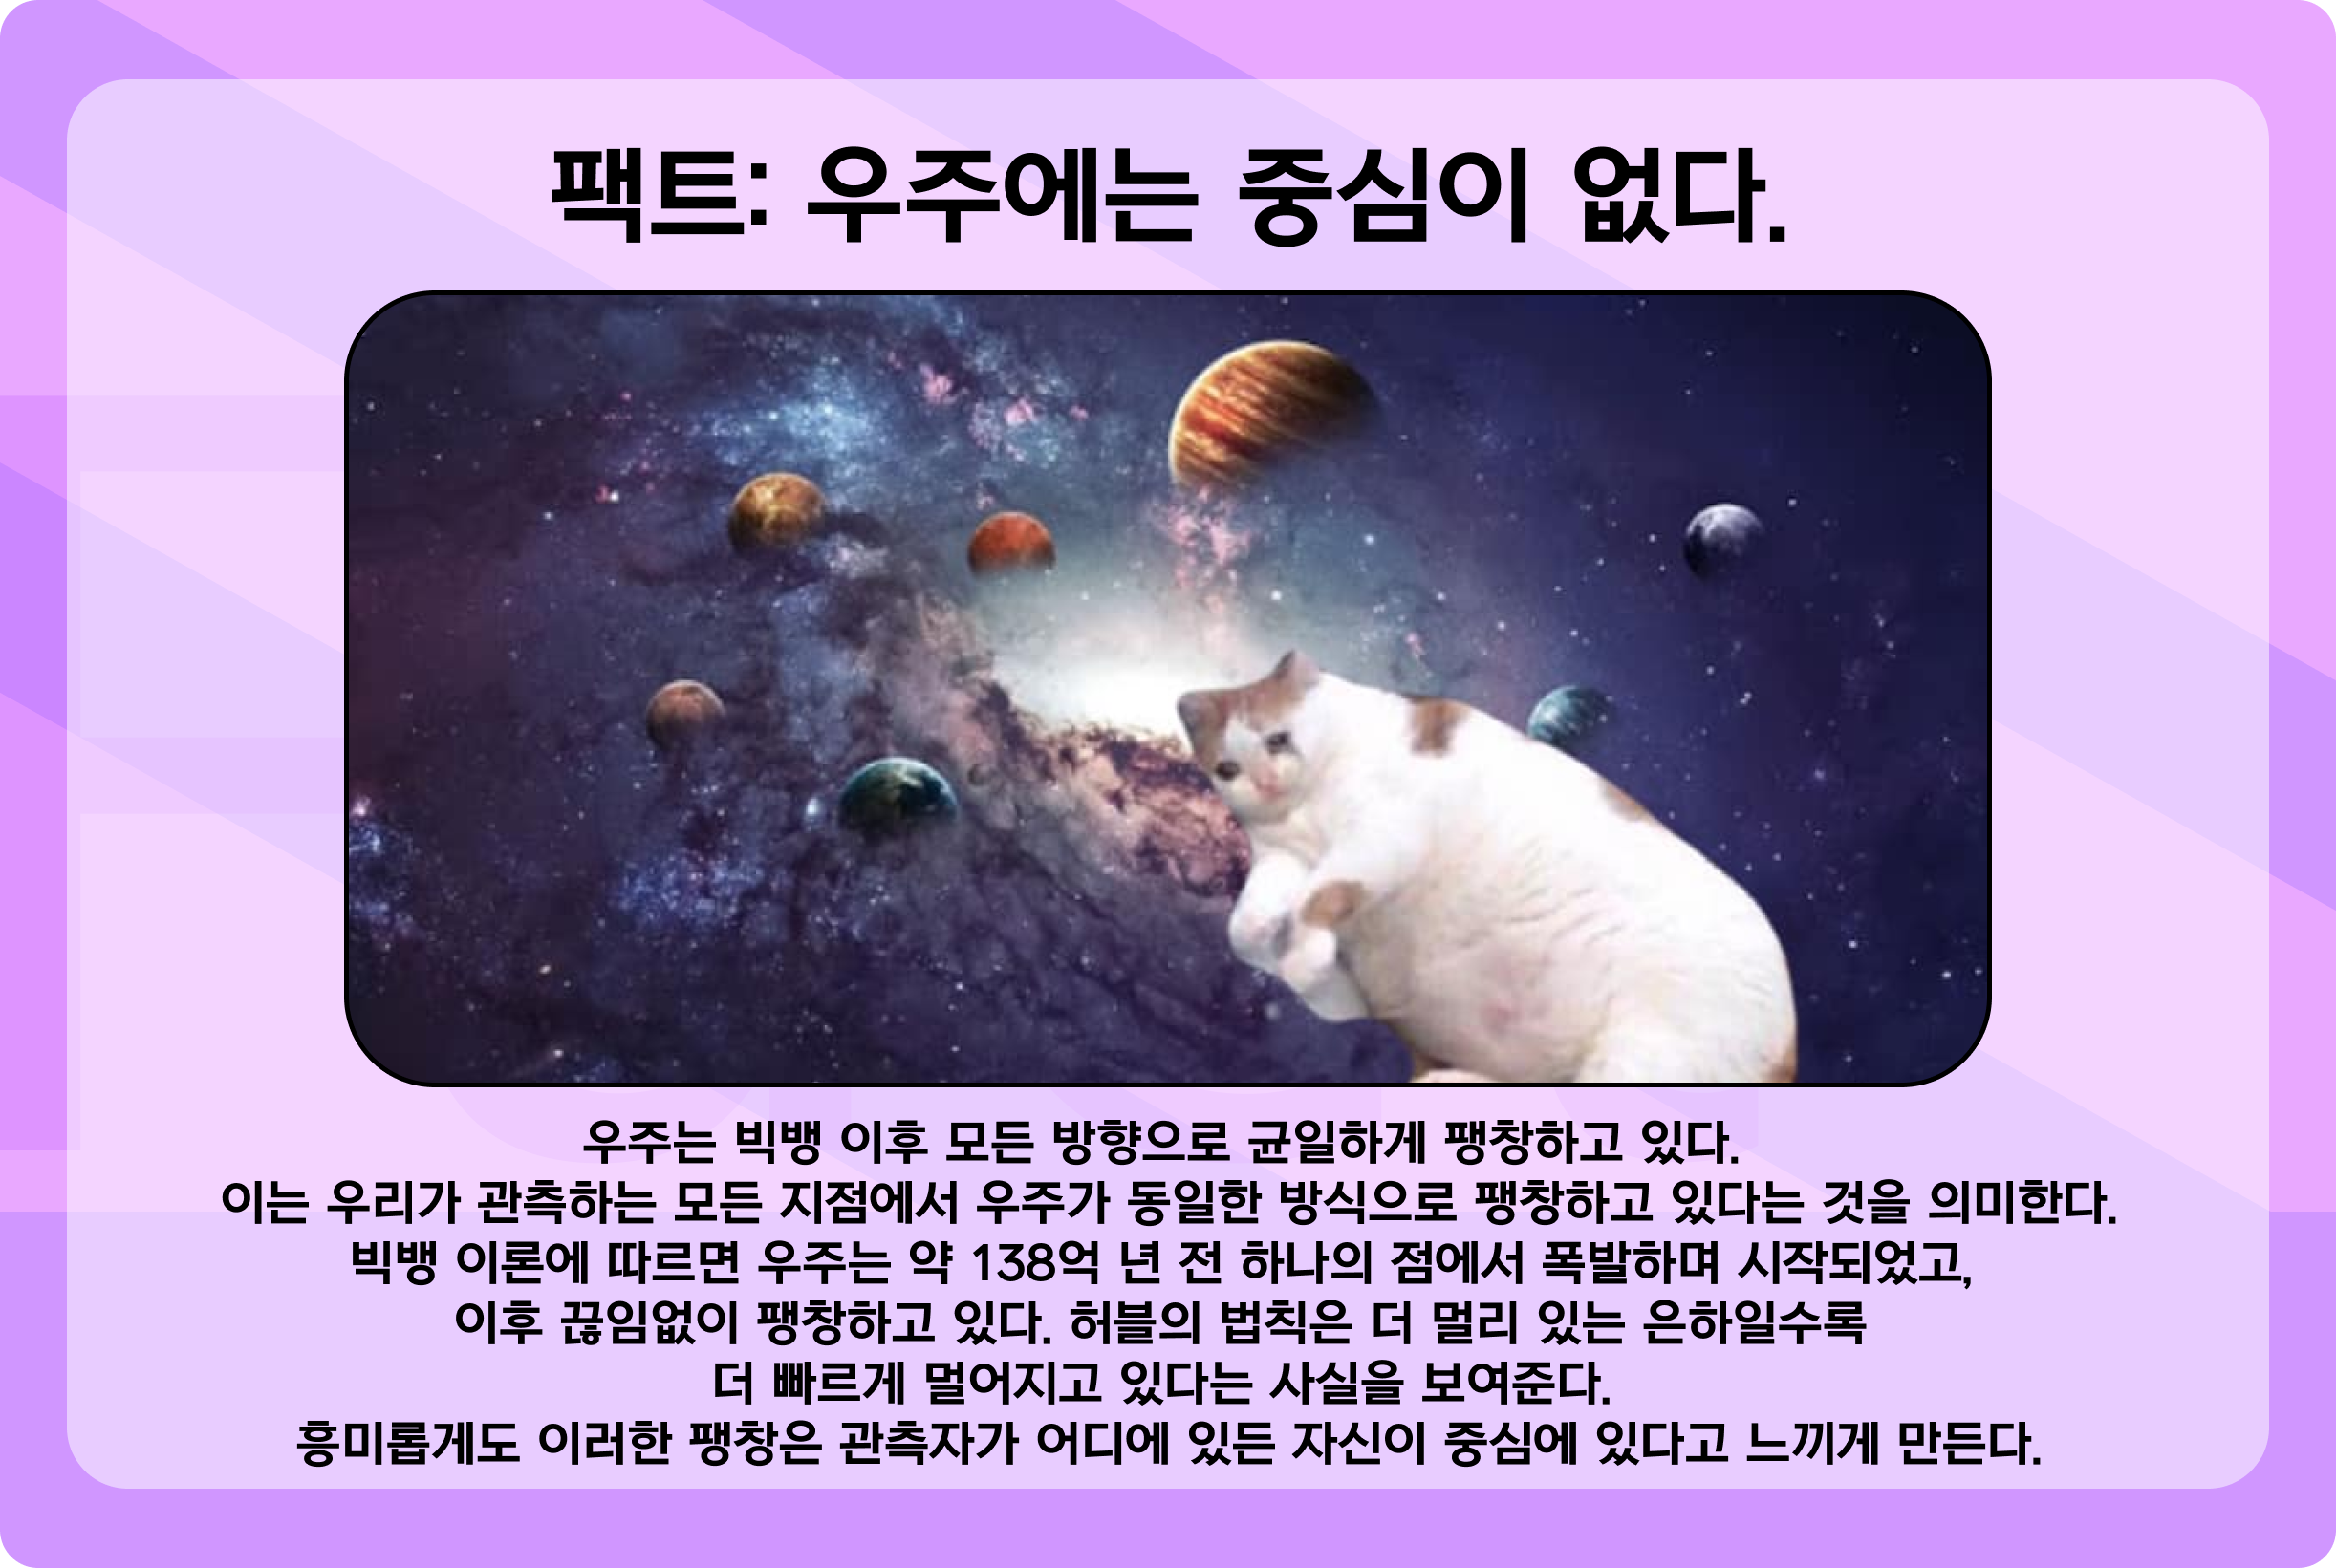 팩트: 우주에는 중심이 없다.
우주는 빅뱅 이후 모든 방향으로 균일하게 팽창하고 있다.
이는 우리가 관측하는 모든 지점에서 우주가 동일한 방식으로 팽창하고 있다는 것을 의미한다.
빅뱅 이론에 따르면 우주는 약 138억 년 전 하나의 점에서 폭발하며 시작되었고,
이후 끊임없이 팽창하고 있다. 허블의 법칙은 더 멀리 있는 은하일수록
더 빠르게 멀어지고 있다는 사실을 보여준다.
흥미롭게도 이러한 팽창은 관측자가 어디에 있든 자신이 중심에 있다고 느끼게 만든다.